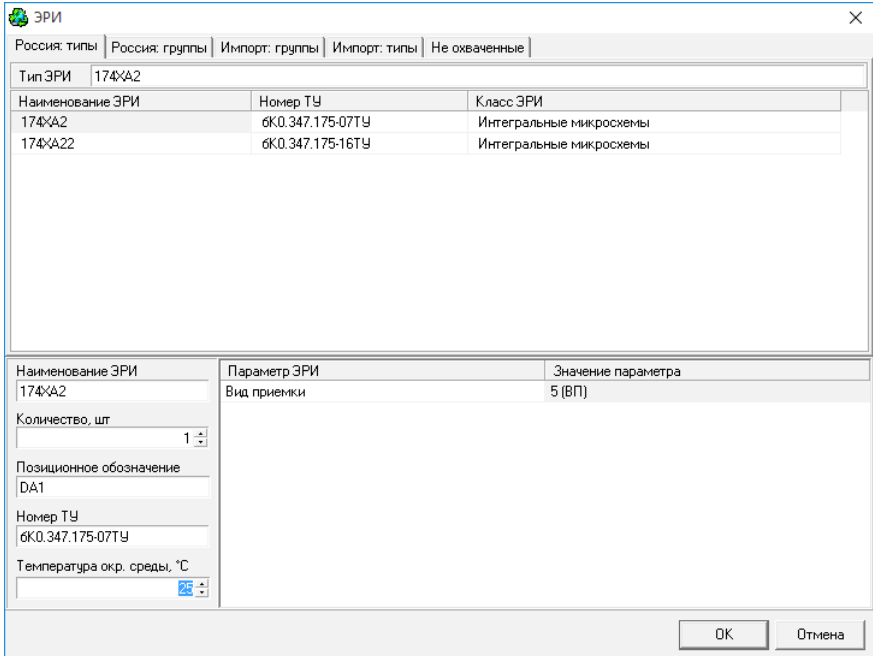 ЭРИ
Россия: типы Россия: группы Импорт: группы Импорт: типы Не охваченные
Тип ЭРИ 174ХА2
Наименование ЭРИ Номер ТУ Класс ЭРИ
174ХА2 бК0.347.175-07ТУ Интегральные микросхемы
174ХА22 бК0.347.175-16ТУ Интегральные микросхемы
Наименование ЭРИ
174ХА2
Количество, шт
1
Позиционное обозначение
DA1
Номер ТУ
бК0.347.175-07ТУ
Температура окр. среды, °C
25
Параметр ЭРИ Значение параметра
Вид приемки 5 (ВП)
OK Отмена